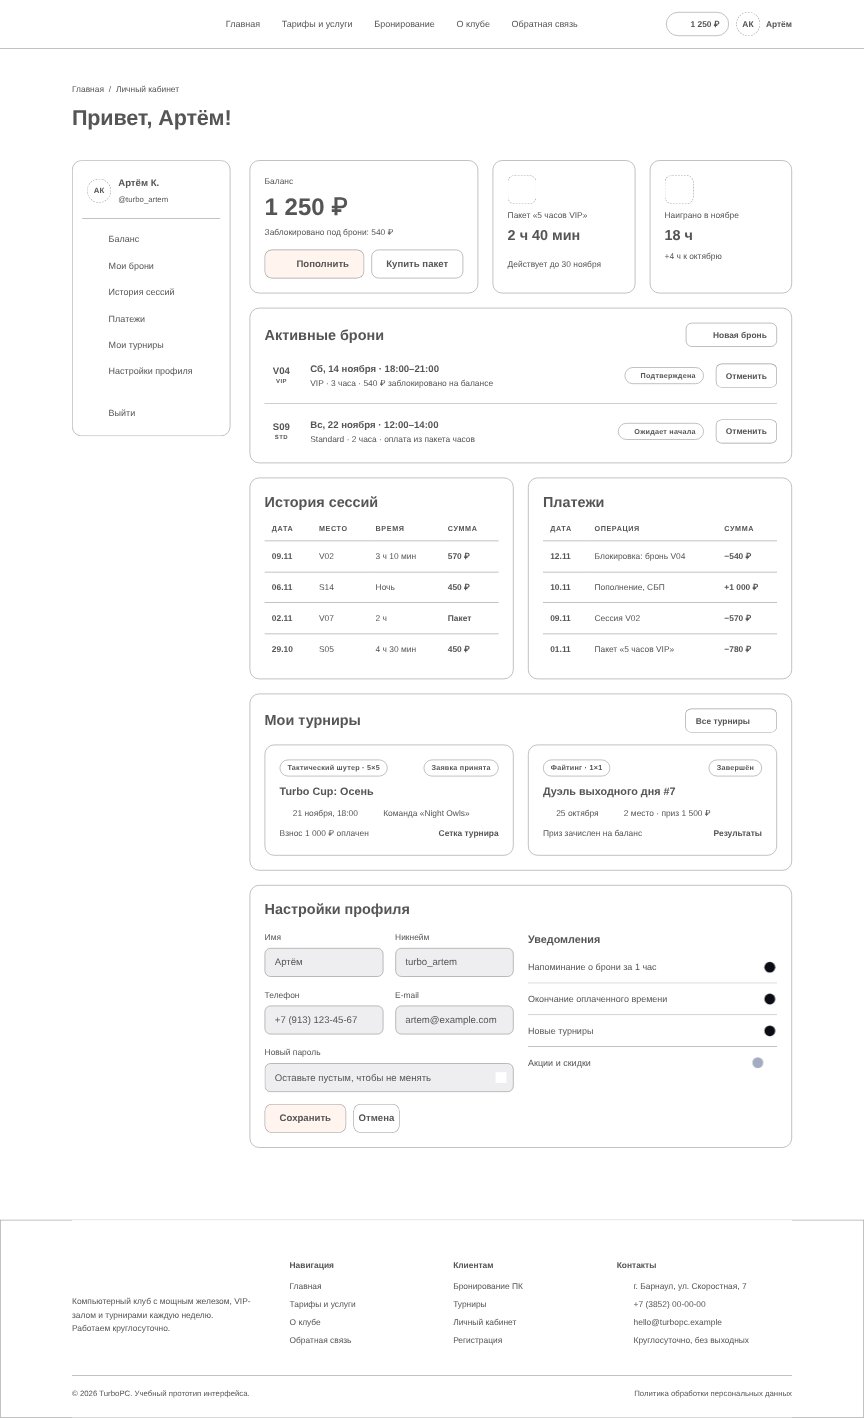 Главная Тарифы и услуги Бронирование О клубе Обратная связь 1 250 ₽ АК Артём
Главная / Личный кабинет
Привет, Артём!
АК Артём К.
@turbo_artem
Баланс
Мои брони
История сессий
Платежи
Мои турниры
Настройки профиля
Выйти
Баланс
1 250 ₽
Заблокировано под брони: 540 ₽
Пополнить Купить пакет
Пакет «5 часов VIP»
2 ч 40 мин
Действует до 30 ноября
Наиграно в ноябре
18 ч
+4 ч к октябрю
Активные брони Новая бронь
V04 Сб, 14 ноября · 18:00–21:00
VIP VIP · 3 часа · 540 ₽ заблокировано на балансе
Подтверждена Отменить
S09 Вс, 22 ноября · 12:00–14:00
STD Standard · 2 часа · оплата из пакета часов
Ожидает начала Отменить
История сессий
ДАТА МЕСТО ВРЕМЯ СУММА
09.11 V02 3 ч 10 мин 570 ₽
06.11 S14 Ночь 450 ₽
02.11 V07 2 ч Пакет
29.10 S05 4 ч 30 мин 450 ₽
Платежи
ДАТА ОПЕРАЦИЯ СУММА
12.11 Блокировка: бронь V04 −540 ₽
10.11 Пополнение, СБП +1 000 ₽
09.11 Сессия V02 −570 ₽
01.11 Пакет «5 часов VIP» −780 ₽
Мои турниры Все турниры
Тактический шутер · 5×5 Заявка принята
Turbo Cup: Осень
21 ноября, 18:00 Команда «Night Owls»
Взнос 1 000 ₽ оплачен Сетка турнира
Файтинг · 1×1 Завершён
Дуэль выходного дня #7
25 октября 2 место · приз 1 500 ₽
Приз зачислен на баланс Результаты
Настройки профиля
Имя Никнейм
Артём turbo_artem
Телефон E-mail
+7 (913) 123-45-67 artem@example.com
Новый пароль
Оставьте пустым, чтобы не менять
Сохранить Отмена
Уведомления
Напоминание о брони за 1 час
Окончание оплаченного времени
Новые турниры
Акции и скидки
Компьютерный клуб с мощным железом, VIP-
залом и турнирами каждую неделю.
Работаем круглосуточно.
Навигация
Главная
Тарифы и услуги
О клубе
Обратная связь
Клиентам
Бронирование ПК
Турниры
Личный кабинет
Регистрация
Контакты
г. Барнаул, ул. Скоростная, 7
+7 (3852) 00-00-00
hello@turbopc.example
Круглосуточно, без выходных
© 2026 TurboPC. Учебный прототип интерфейса. Политика обработки персональных данных